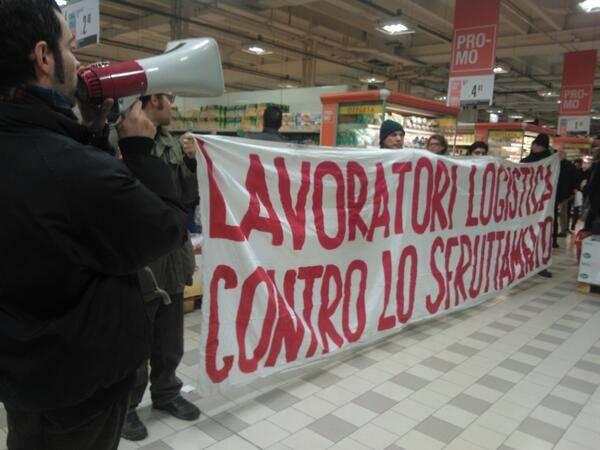 LAVORATORI LOGISTICA
CONTRO LO SFRUTTAMENTO
PRO-
MO
PRO-
MO